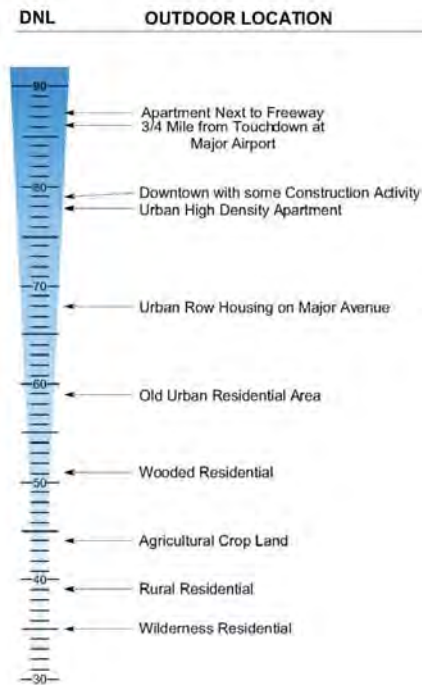 DNL OUTDOOR LOCATION
90
Apartment Next to Freeway
3/4 Mile from Touchdown at
Major Airport
80
Downtown with some Construction Activity
Urban High Density Apartment
70
Urban Row Housing on Major Avenue
60
Old Urban Residential Area
Wooded Residential
50
Agricultural Crop Land
40
Rural Residential
Wilderness Residential
30